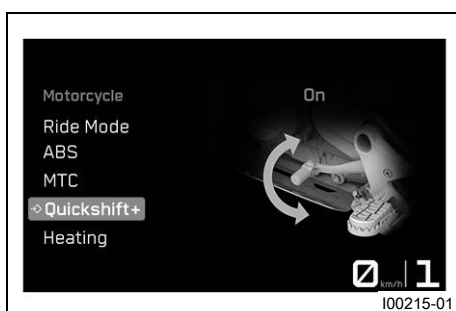 Motorcycle
On
Ride Mode
ABS
MTC
Quickshift+
Heating
0 km/h 1
I00215-01